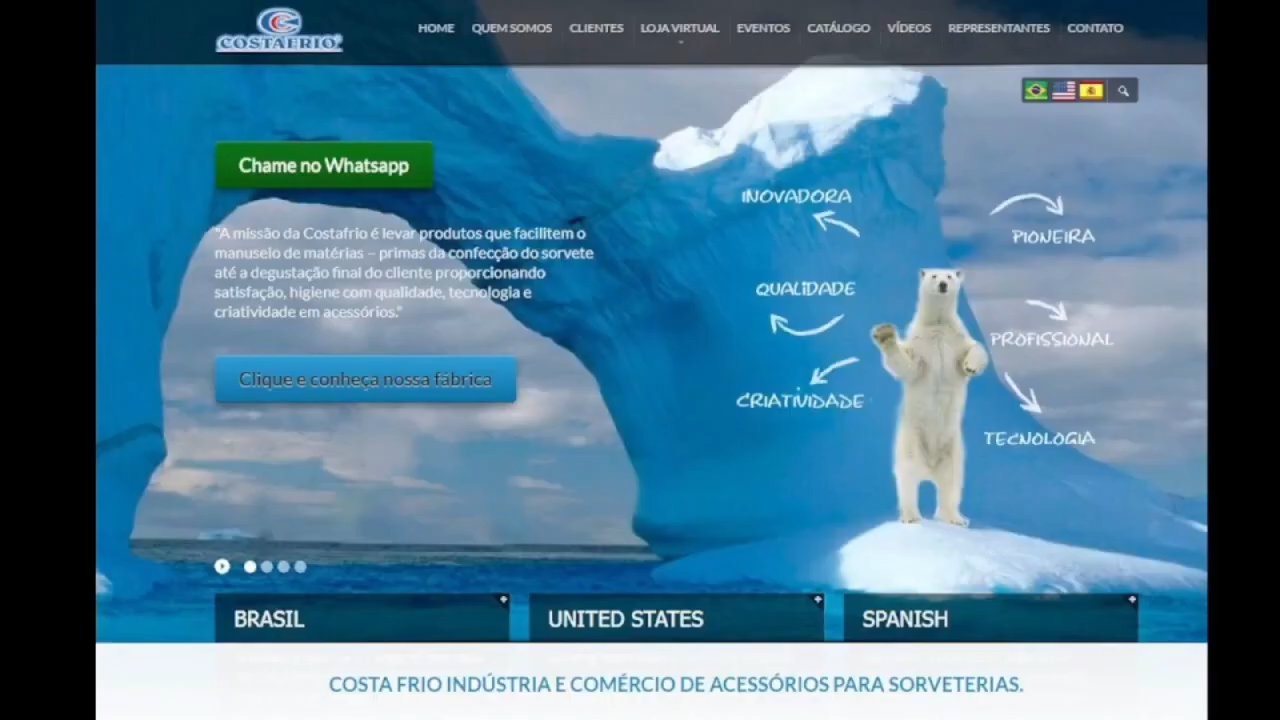 COSTAFRIO
HOME QUEM SOMOS CLIENTES LOJA VIRTUAL EVENTOS CATÁLOGO VÍDEOS REPRESENTANTES CONTATO
Chame no Whatsapp
"A missão da Costafrio é levar produtos que facilitem o
manuseio de matérias – primas da confecção do sorvete
até a degustação final do cliente proporcionando
satisfação, higiene com qualidade, tecnologia e
criatividade em acessórios."
Clique e conheça nossa fábrica
INOVADORA
PIONEIRA
QUALIDADE
PROFISSIONAL
CRIATIVIDADE
TECNOLOGIA
BRASIL
UNITED STATES
SPANISH
COSTA FRIO INDÚSTRIA E COMÉRCIO DE ACESSÓRIOS PARA SORVETERIAS.